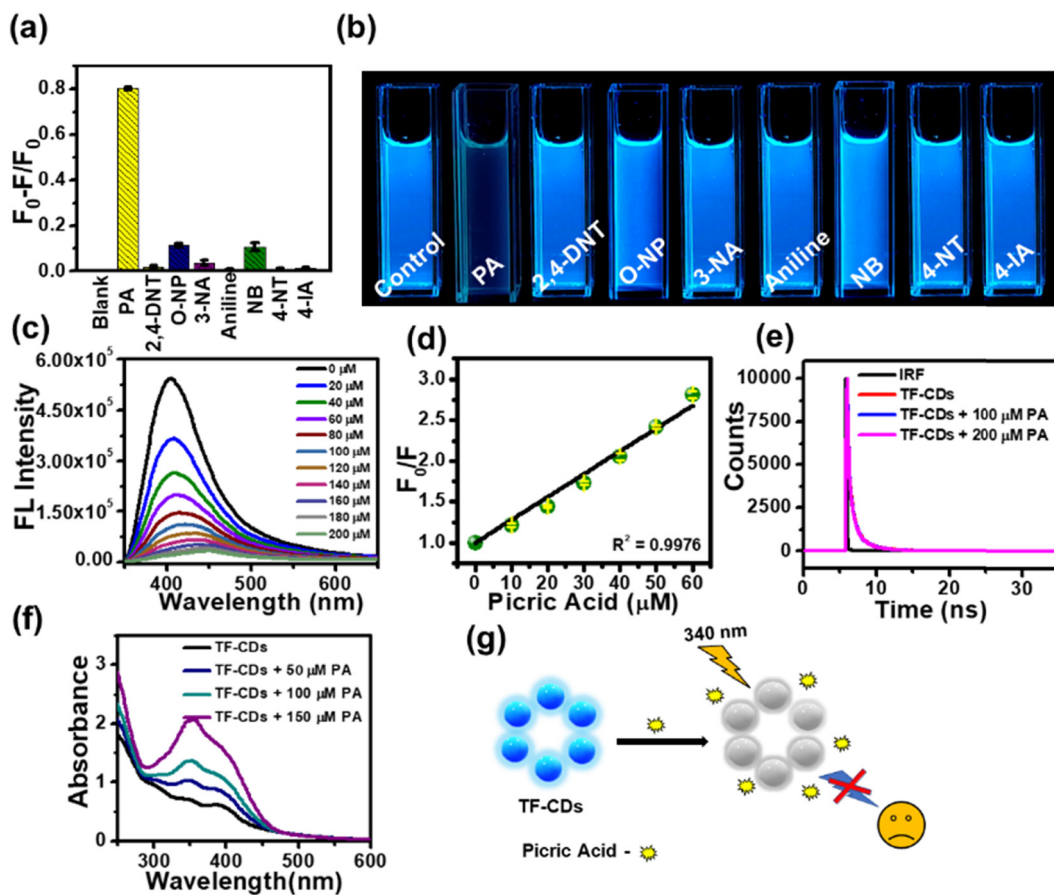 (a)
F₀-F/F₀
0.8
0.6
0.4
0.2
0.0
Blank
PA
2,4-DNT
O-NP
3-NA
Aniline
NB
4-NT
4-IA
(b)
Control
PA
2,4-DNT
O-NP
3-NA
Aniline
NB
4-NT
4-IA
(c)
FL Intensity
6.00x10⁵
4.50x10⁵
3.00x10⁵
1.50x10⁵
0.00
400 500 600
Wavelength (nm)
0 μM
20 μM
40 μM
60 μM
80 μM
100 μM
120 μM
140 μM
160 μM
180 μM
200 μM
(d)
F₀/F
3.0
2.5
2.0
1.5
1.0
0 10 20 30 40 50 60
Picric Acid (μM)
R² = 0.9976
(e)
Counts
10000
7500
5000
2500
0
0 10 20 30
Time (ns)
IRF
TF-CDs
TF-CDs + 100 μM PA
TF-CDs + 200 μM PA
(f)
Absorbance
3
2
1
0
300 400 500 600
Wavelength(nm)
TF-CDs
TF-CDs + 50 μM PA
TF-CDs + 100 μM PA
TF-CDs + 150 μM PA
(g)
340 nm
TF-CDs
Picric Acid -